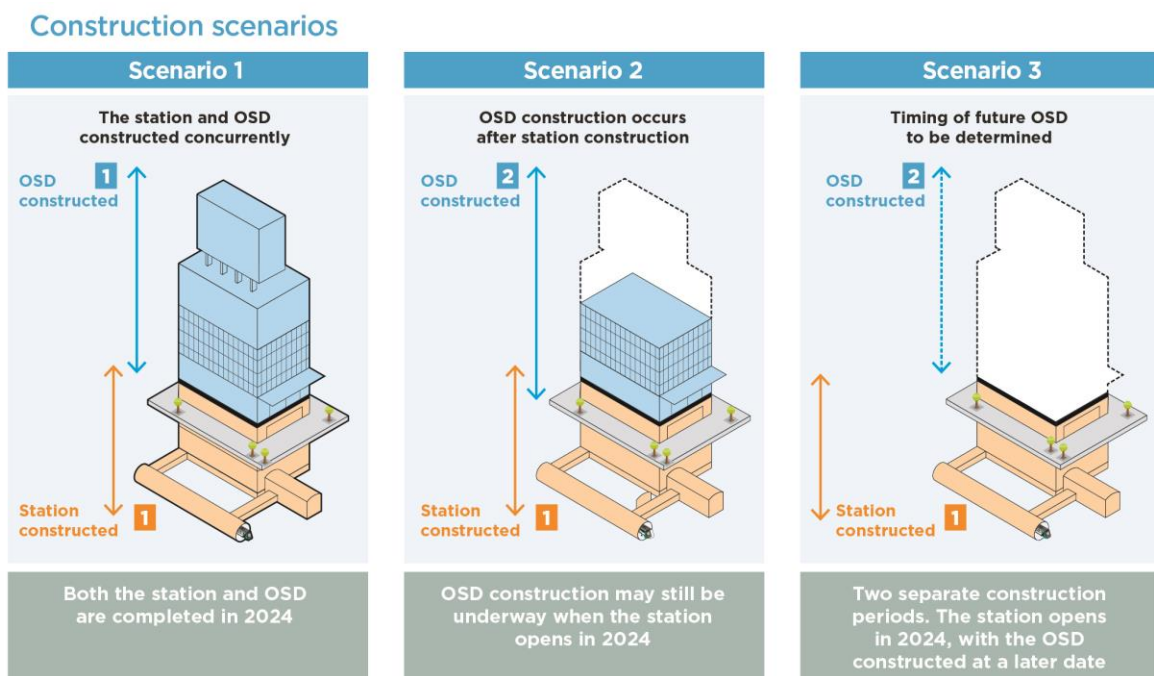 Construction scenarios
Scenario 1
The station and OSD
constructed concurrently
OSD 1
constructed
Station
constructed 1
Both the station and OSD
are completed in 2024
Scenario 2
OSD construction occurs
after station construction
OSD 2
constructed
Station
constructed 1
OSD construction may still be
underway when the station
opens in 2024
Scenario 3
Timing of future OSD
to be determined
OSD 2
constructed
Station
constructed 1
Two separate construction
periods. The station opens
in 2024, with the OSD
constructed at a later date